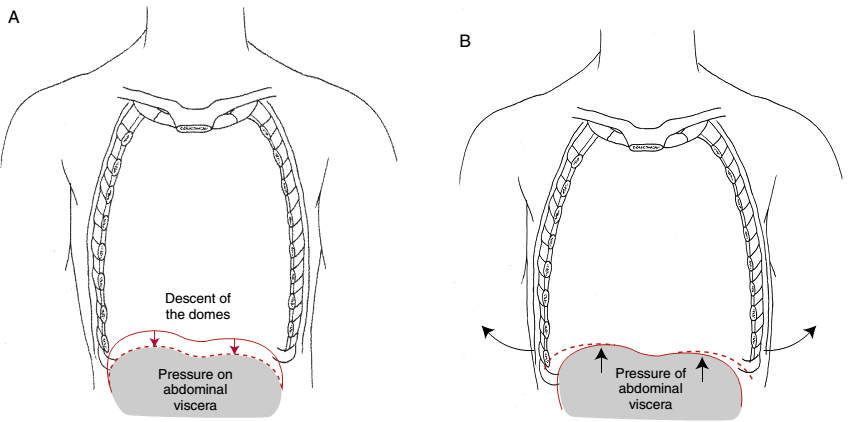 A
B
Descent of
the domes
Pressure on
abdominal
viscera
Pressure of
abdominal
viscera